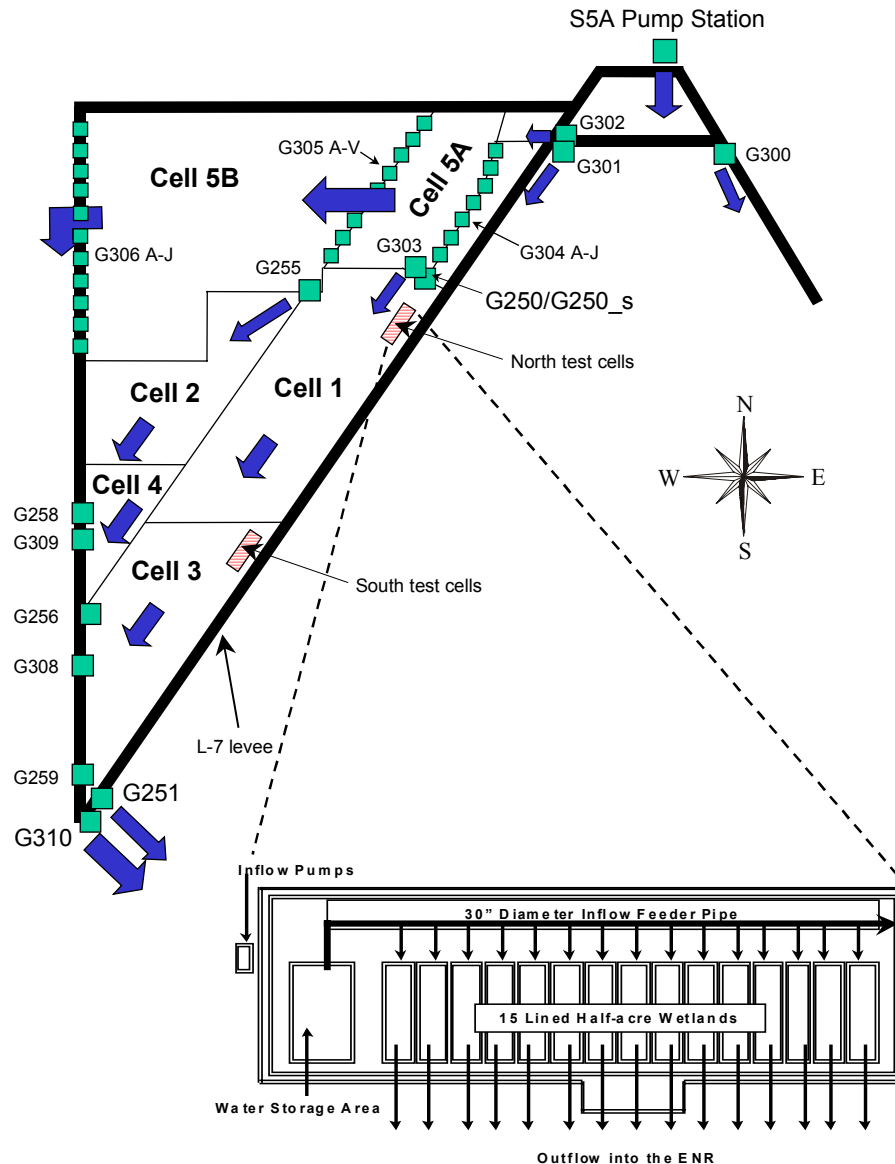 S5A Pump Station
G302
G301
G300
G305 A-V
Cell 5A
Cell 5B
G304 A-J
G303
G306 A-J
G255
G250/G250_s
North test cells
Cell 1
Cell 2
N
W
E
S
Cell 4
G258
G309
Cell 3
South test cells
G256
G308
L-7 levee
G259
G251
G310
Inflow Pumps
30” Diameter Inflow Feeder Pipe
15 Lined Half-acre Wetlands
Water Storage Area
Outflow into the ENR